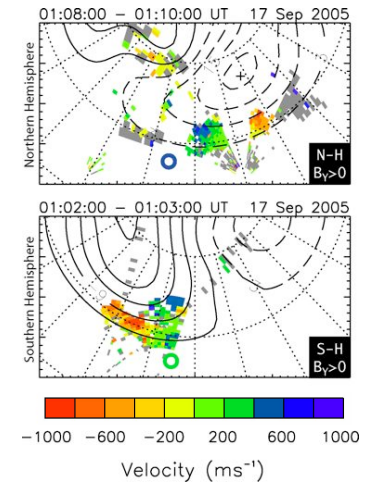 01:08:00 – 01:10:00 UT 17 Sep 2005
Northern Hemisphere
N–H
BY>0
01:02:00 – 01:03:00 UT 17 Sep 2005
Southern Hemisphere
S–H
BY>0
−1000 −600 −200 200 600 1000
Velocity (ms⁻¹)